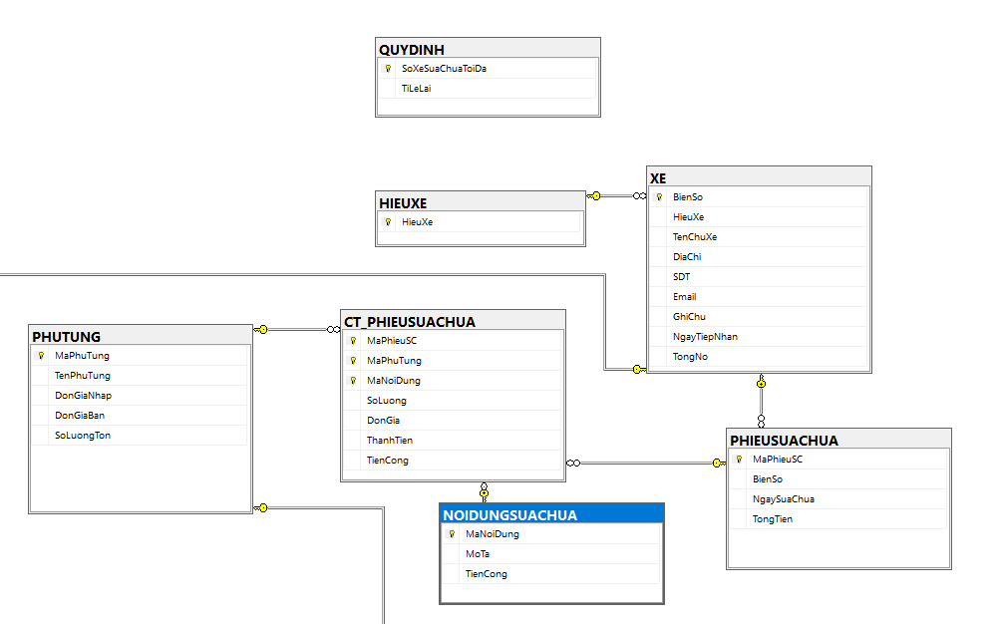 QUYDINH
SoXeSuaChuaToiDa
TiLeLai
HIEUXE
HieuXe
XE
BienSo
HieuXe
TenChuXe
DiaChi
SDT
Email
GhiChu
NgayTiepNhan
TongNo
PHUTUNG
MaPhuTung
TenPhuTung
DonGiaNhap
DonGiaBan
SoLuongTon
CT_PHIEUSUACHUA
MaPhieuSC
MaPhuTung
MaNoiDung
SoLuong
DonGia
ThanhTien
TienCong
PHIEUSUACHUA
MaPhieuSC
BienSo
NgaySuaChua
TongTien
NOIDUNGSUACHUA
MaNoiDung
MoTa
TienCong